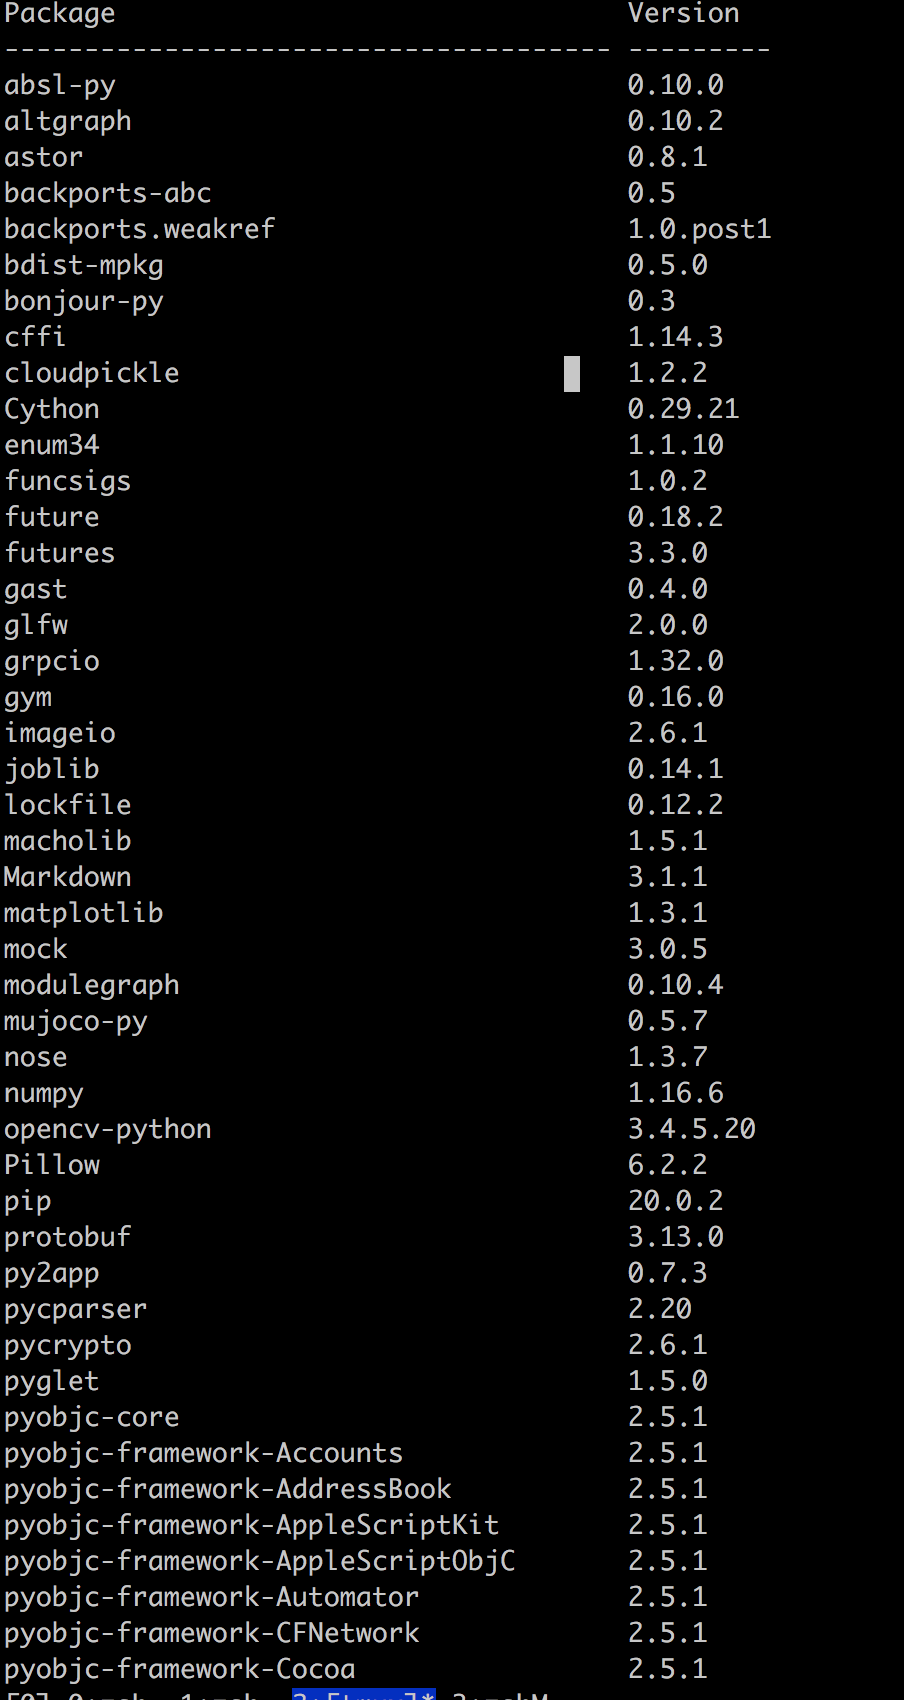 Package Version
-------------------------------------- ---------
absl-py 0.10.0
altgraph 0.10.2
astor 0.8.1
backports-abc 0.5
backports.weakref 1.0.post1
bdist-mpkg 0.5.0
bonjour-py 0.3
cffi 1.14.3
cloudpickle 1.2.2
Cython 0.29.21
enum34 1.1.10
funcsigs 1.0.2
future 0.18.2
futures 3.3.0
gast 0.4.0
glfw 2.0.0
grpcio 1.32.0
gym 0.16.0
imageio 2.6.1
joblib 0.14.1
lockfile 0.12.2
macholib 1.5.1
Markdown 3.1.1
matplotlib 1.3.1
mock 3.0.5
modulegraph 0.10.4
mujoco-py 0.5.7
nose 1.3.7
numpy 1.16.6
opencv-python 3.4.5.20
Pillow 6.2.2
pip 20.0.2
protobuf 3.13.0
py2app 0.7.3
pycparser 2.20
pycrypto 2.6.1
pyglet 1.5.0
pyobjc-core 2.5.1
pyobjc-framework-Accounts 2.5.1
pyobjc-framework-AddressBook 2.5.1
pyobjc-framework-AppleScriptKit 2.5.1
pyobjc-framework-AppleScriptObjC 2.5.1
pyobjc-framework-Automator 2.5.1
pyobjc-framework-CFNetwork 2.5.1
pyobjc-framework-Cocoa 2.5.1